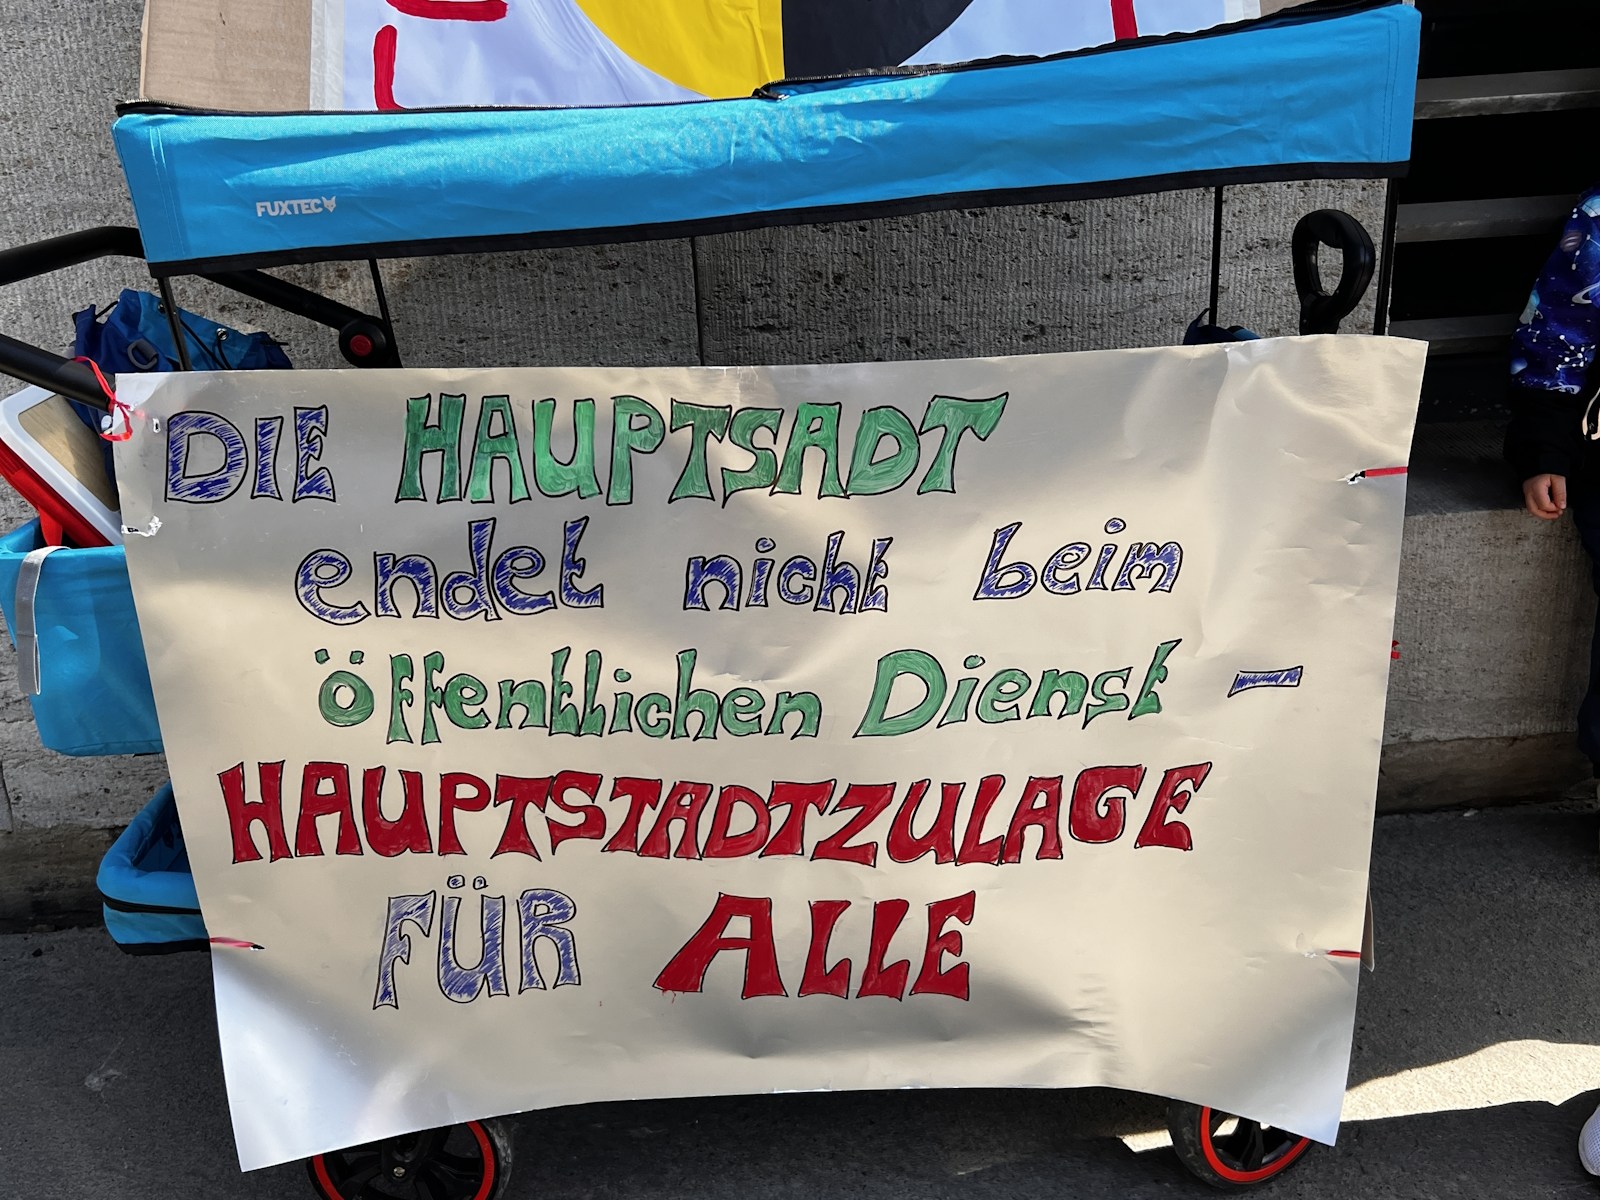 FUXTEC
DIE HAUPTSADT
endet nicht beim
öffentlichen Dienst -
HAUPTSTADTZULAGE
FÜR ALLE